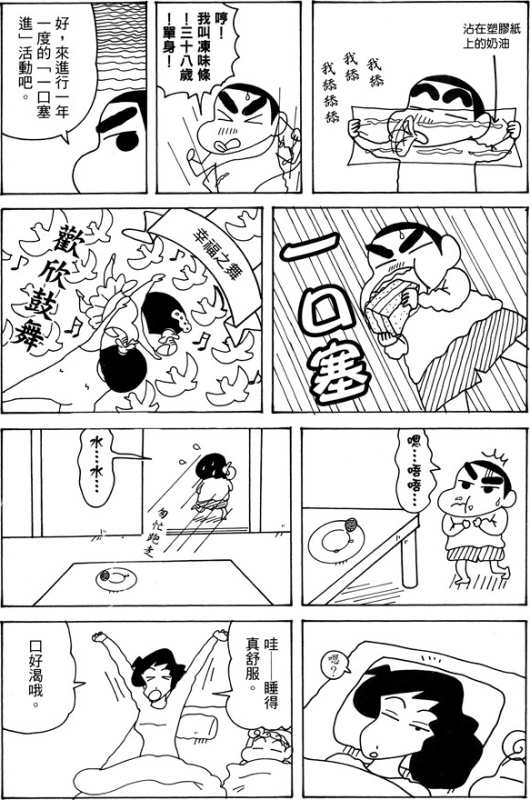 沾在塑膠紙
上的奶油
我舔
我舔
我舔舔舔
哼!
我叫凍味條
!三十八歲
!單身!
好,來進行一年
一度的「一口塞
進」活動吧。
一口塞
幸福之舞
歡欣鼓舞
嗯…唔唔…
水…水…
匆忙跑走
嗯?
哇——睡得
真舒服。
口好渴哦。